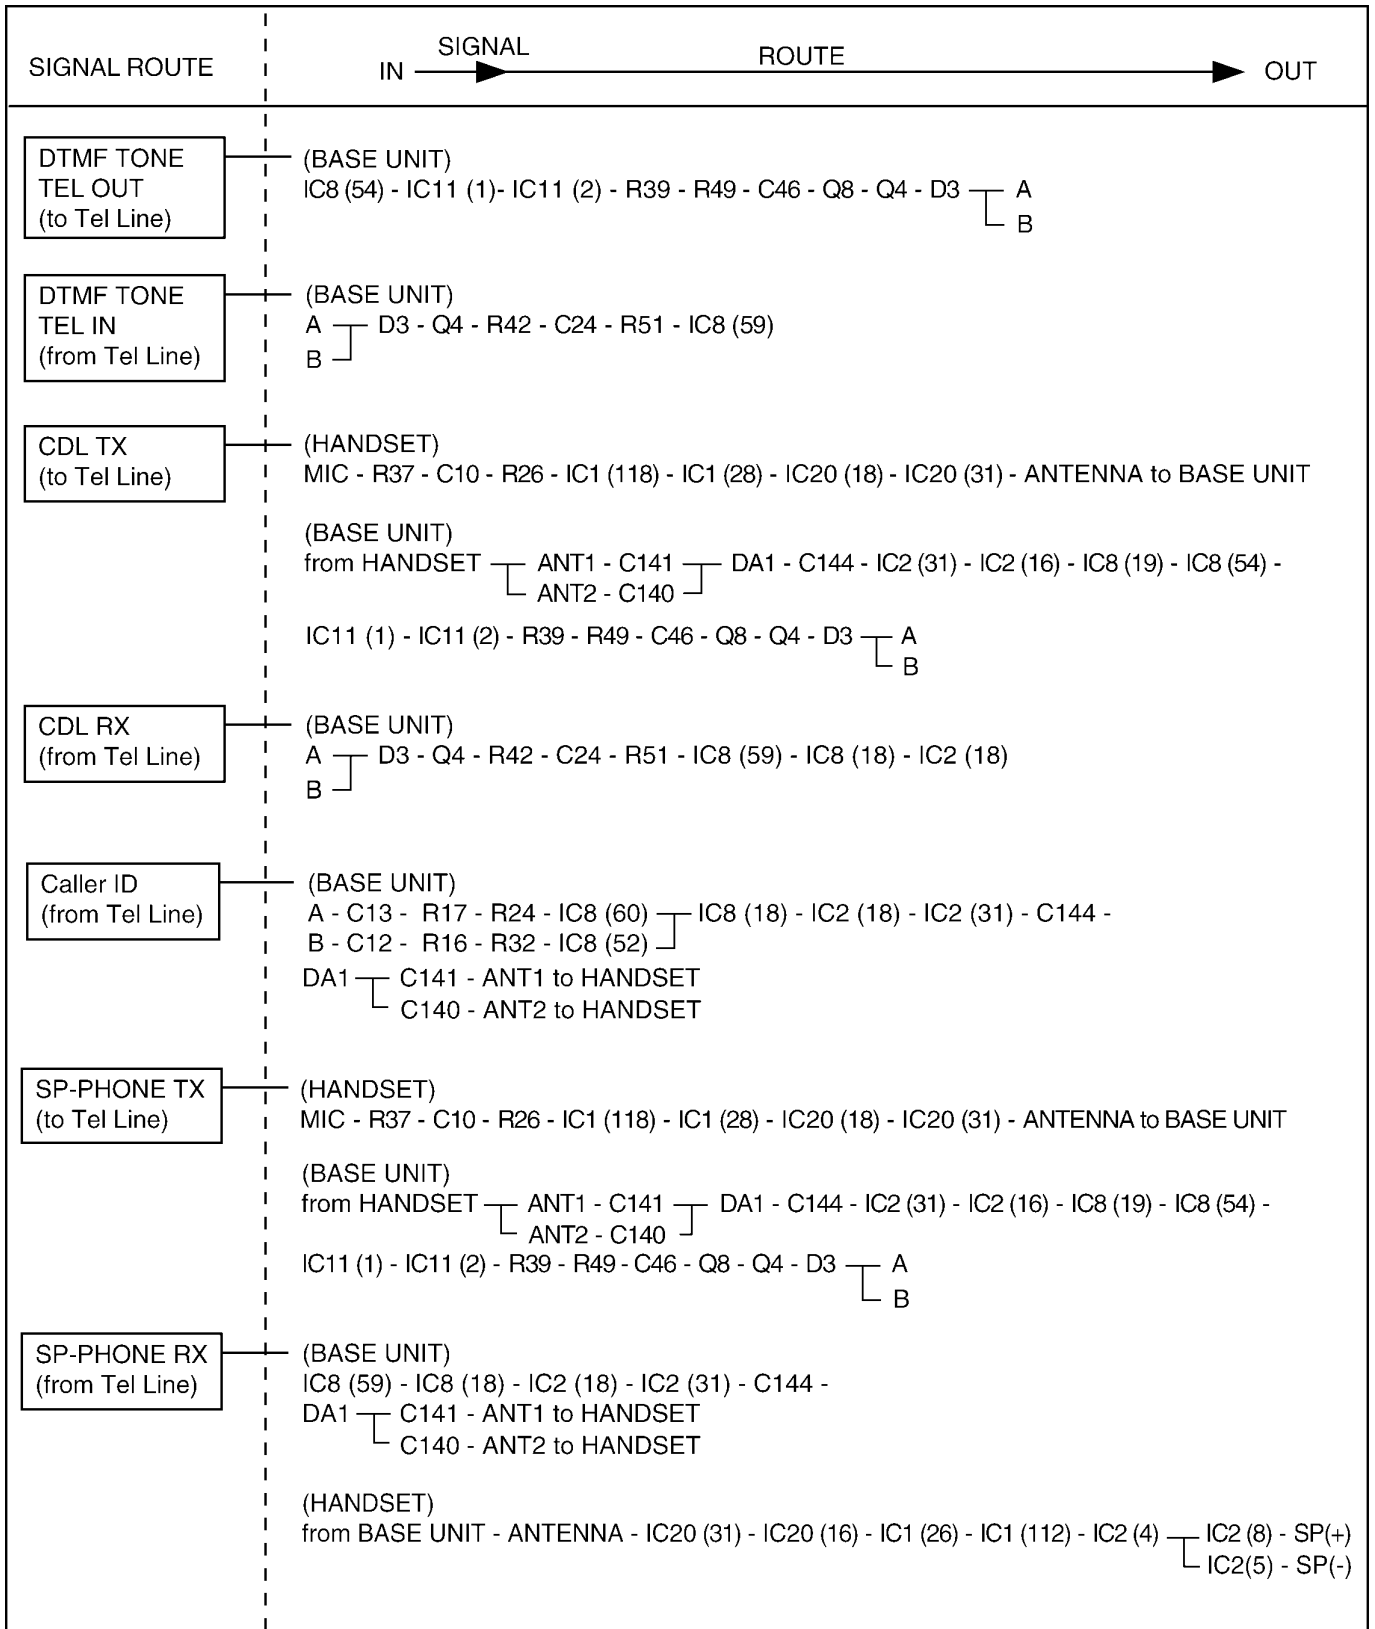 SIGNAL ROUTE
SIGNAL
ROUTE
IN
OUT
DTMF TONE
TEL OUT
(to Tel Line)
(BASE UNIT)
IC8 (54) - IC11 (1)- IC11 (2) - R39 - R49 - C46 - Q8 - Q4 - D3
A
B
DTMF TONE
TEL IN
(from Tel Line)
(BASE UNIT)
A
B
D3 - Q4 - R42 - C24 - R51 - IC8 (59)
CDL TX
(to Tel Line)
(HANDSET)
MIC - R37 - C10 - R26 - IC1 (118) - IC1 (28) - IC20 (18) - IC20 (31) - ANTENNA to BASE UNIT
(BASE UNIT)
from HANDSET
ANT1 - C141
ANT2 - C140
DA1 - C144 - IC2 (31) - IC2 (16) - IC8 (19) - IC8 (54) -
IC11 (1) - IC11 (2) - R39 - R49 - C46 - Q8 - Q4 - D3
A
B
CDL RX
(from Tel Line)
(BASE UNIT)
A
B
D3 - Q4 - R42 - C24 - R51 - IC8 (59) - IC8 (18) - IC2 (18)
Caller ID
(from Tel Line)
(BASE UNIT)
A - C13 - R17 - R24 - IC8 (60)
B - C12 - R16 - R32 - IC8 (52)
IC8 (18) - IC2 (18) - IC2 (31) - C144 -
DA1
C141 - ANT1 to HANDSET
C140 - ANT2 to HANDSET
SP-PHONE TX
(to Tel Line)
(HANDSET)
MIC - R37 - C10 - R26 - IC1 (118) - IC1 (28) - IC20 (18) - IC20 (31) - ANTENNA to BASE UNIT
(BASE UNIT)
from HANDSET
ANT1 - C141
ANT2 - C140
DA1 - C144 - IC2 (31) - IC2 (16) - IC8 (19) - IC8 (54) -
IC11 (1) - IC11 (2) - R39 - R49 - C46 - Q8 - Q4 - D3
A
B
SP-PHONE RX
(from Tel Line)
(BASE UNIT)
IC8 (59) - IC8 (18) - IC2 (18) - IC2 (31) - C144 -
DA1
C141 - ANT1 to HANDSET
C140 - ANT2 to HANDSET
(HANDSET)
from BASE UNIT - ANTENNA - IC20 (31) - IC20 (16) - IC1 (26) - IC1 (112) - IC2 (4)
IC2 (8) - SP(+)
IC2(5) - SP(-)